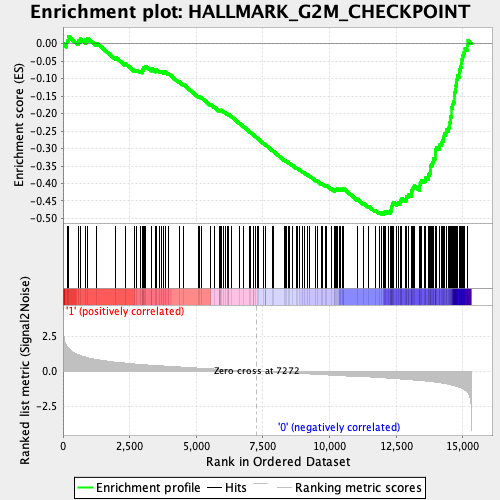 Enrichment plot: HALLMARK_G2M_CHECKPOINT
Enrichment score (ES)
0.00
-0.05
-0.10
-0.15
-0.20
-0.25
-0.30
-0.35
-0.40
-0.45
-0.50
'1' (positively correlated)
Ranked list metric (Signal2Noise)
2.5
0.0
-2.5
Zero cross at 7272
'0' (negatively correlated)
0
2,500
5,000
7,500
10,000
12,500
15,000
Rank in Ordered Dataset
Enrichment profile
Hits
Ranking metric scores